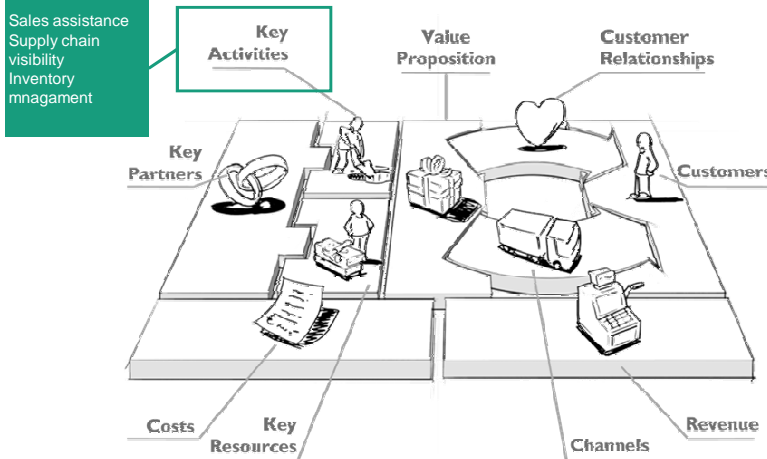 Sales assistance
Supply chain
visibility
Inventory
mnagament
Key
Activities
Value
Proposition
Customer
Relationships
Key
Partners
Customers
Costs
Key
Resources
Channels
Revenue